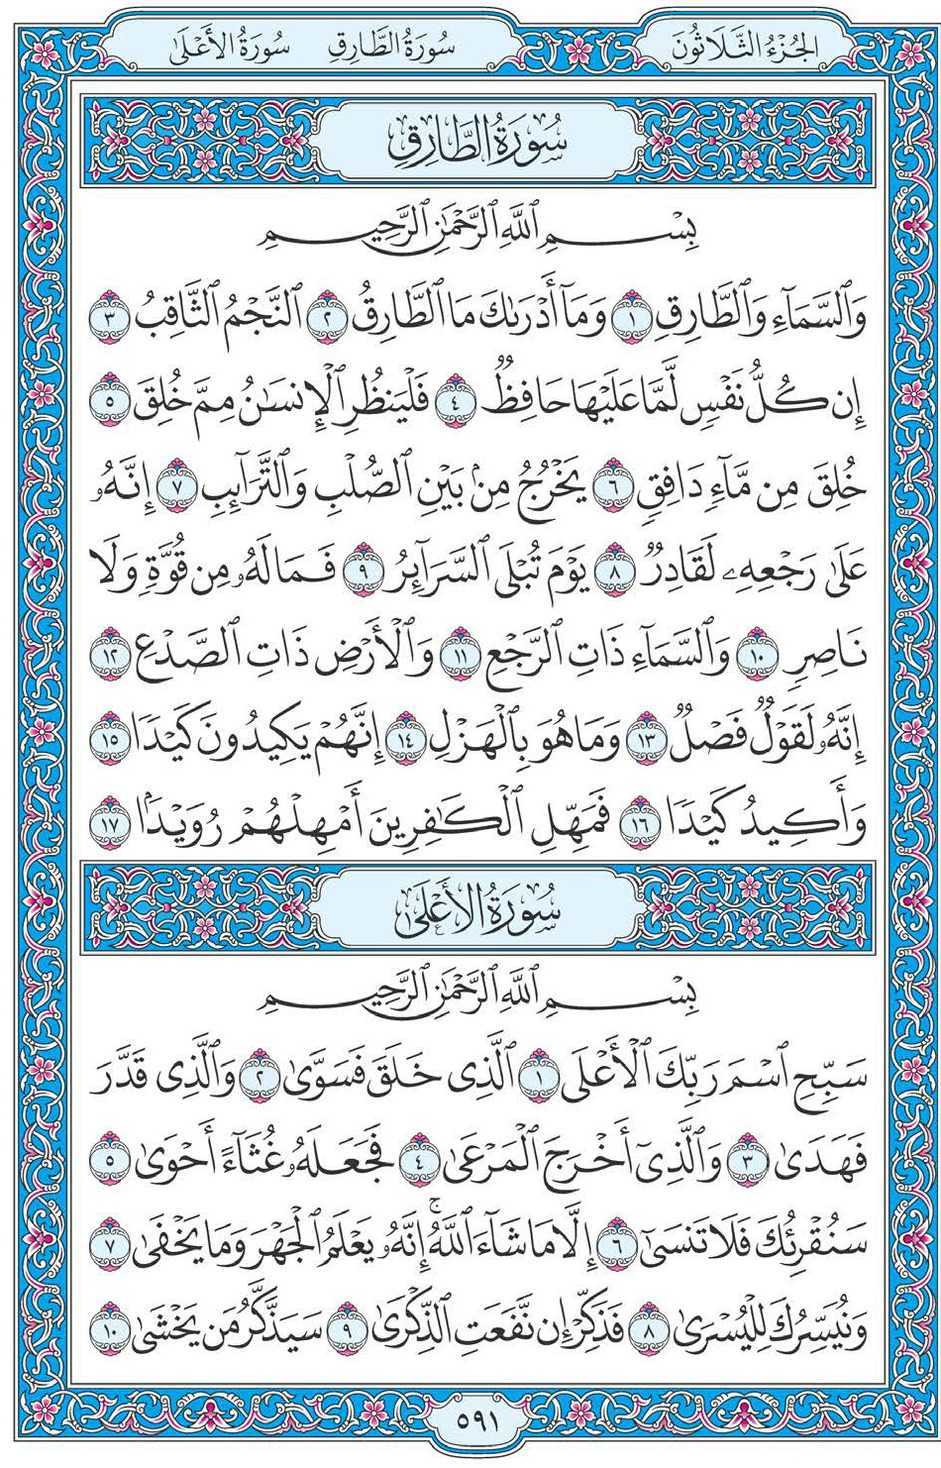 الجُزْءُ الثَّلَاثُونَ سُورَةُ الطَّارِقِ سُورَةُ الأَعْلَى
سُورَةُ الطَّارِقِ
بِسْمِ ٱللَّهِ ٱلرَّحْمَٰنِ ٱلرَّحِيمِ
وَٱلسَّمَآءِ وَٱلطَّارِقِ ١ وَمَآ أَدْرَىٰكَ مَا ٱلطَّارِقُ ٢ ٱلنَّجْمُ ٱلثَّاقِبُ ٣
إِن كُلُّ نَفْسٍ لَّمَّا عَلَيْهَا حَافِظٌ ٤ فَلْيَنظُرِ ٱلْإِنسَٰنُ مِمَّ خُلِقَ ٥
خُلِقَ مِن مَّآءٍ دَافِقٍ ٦ يَخْرُجُ مِنۢ بَيْنِ ٱلصُّلْبِ وَٱلتَّرَآئِبِ ٧ إِنَّهُۥ
عَلَىٰ رَجْعِهِۦ لَقَادِرٌ ٨ يَوْمَ تُبْلَى ٱلسَّرَآئِرُ ٩ فَمَا لَهُۥ مِن قُوَّةٍ وَلَا
نَاصِرٍ ١٠ وَٱلسَّمَآءِ ذَاتِ ٱلرَّجْعِ ١١ وَٱلْأَرْضِ ذَاتِ ٱلصَّدْعِ ١٢
إِنَّهُۥ لَقَوْلٌ فَصْلٌ ١٣ وَمَا هُوَ بِٱلْهَزْلِ ١٤ إِنَّهُمْ يَكِيدُونَ كَيْدًا ١٥
وَأَكِيدُ كَيْدًا ١٦ فَمَهِّلِ ٱلْكَٰفِرِينَ أَمْهِلْهُمْ رُوَيْدًۢا ١٧
سُورَةُ الأَعْلَى
بِسْمِ ٱللَّهِ ٱلرَّحْمَٰنِ ٱلرَّحِيمِ
سَبِّحِ ٱسْمَ رَبِّكَ ٱلْأَعْلَى ١ ٱلَّذِى خَلَقَ فَسَوَّىٰ ٢ وَٱلَّذِى قَدَّرَ
فَهَدَىٰ ٣ وَٱلَّذِىٓ أَخْرَجَ ٱلْمَرْعَىٰ ٤ فَجَعَلَهُۥ غُثَآءً أَحْوَىٰ ٥
سَنُقْرِئُكَ فَلَا تَنسَىٰٓ ٦ إِلَّا مَا شَآءَ ٱللَّهُ ۚ إِنَّهُۥ يَعْلَمُ ٱلْجَهْرَ وَمَا يَخْفَىٰ ٧
وَنُيَسِّرُكَ لِلْيُسْرَىٰ ٨ فَذَكِّرْ إِن نَّفَعَتِ ٱلذِّكْرَىٰ ٩ سَيَذَّكَّرُ مَن يَخْشَىٰ ١٠
٥٩١